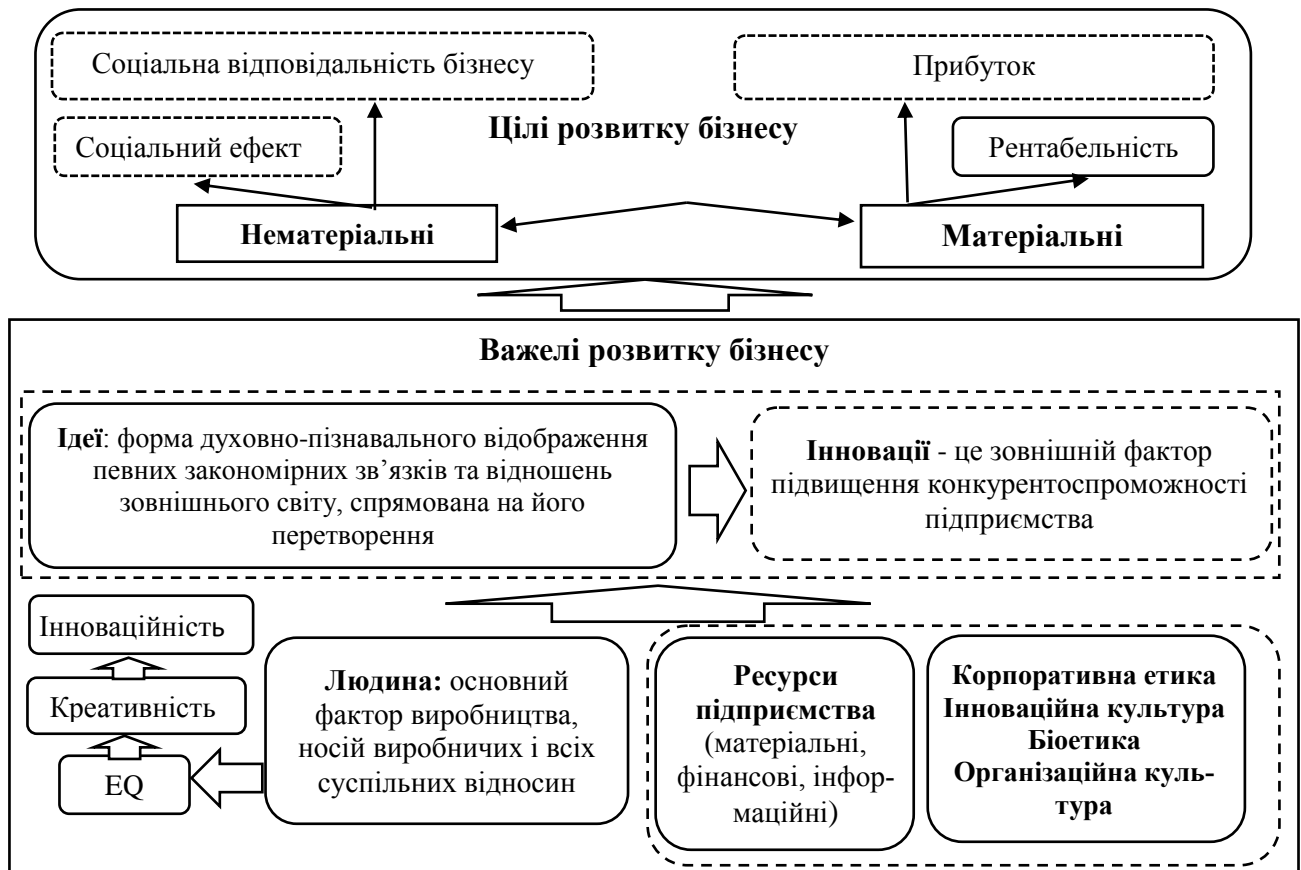 Соціальна відповідальність бізнесу
Прибуток
Цілі розвитку бізнесу
Соціальний ефект
Рентабельність
Нематеріальні
Матеріальні
Важелі розвитку бізнесу
Ідеї: форма духовно-пізнавального відображення
певних закономірних зв’язків та відношень
зовнішнього світу, спрямована на його
перетворення
Інновації - це зовнішній фактор
підвищення конкурентоспроможності
підприємства
Інноваційність
Креативність
EQ
Людина: основний
фактор виробництва,
носій виробничих і всіх
суспільних відносин
Ресурси
підприємства
(матеріальні,
фінансові, інфор-
маційні)
Корпоративна етика
Інноваційна культура
Біоетика
Організаційна куль-
тура